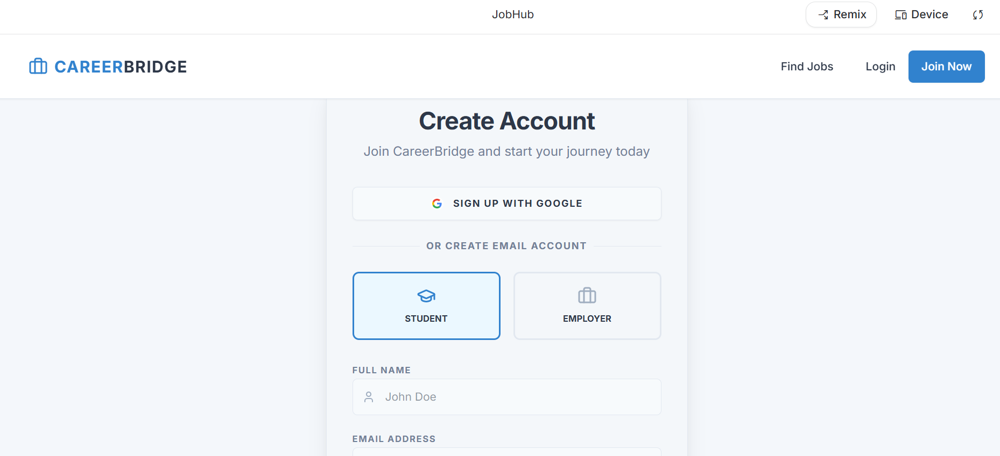 JobHub
Remix
Device
CAREERBRIDGE
Find Jobs
Login
Join Now
Create Account
Join CareerBridge and start your journey today
SIGN UP WITH GOOGLE
OR CREATE EMAIL ACCOUNT
STUDENT
EMPLOYER
FULL NAME
John Doe
EMAIL ADDRESS